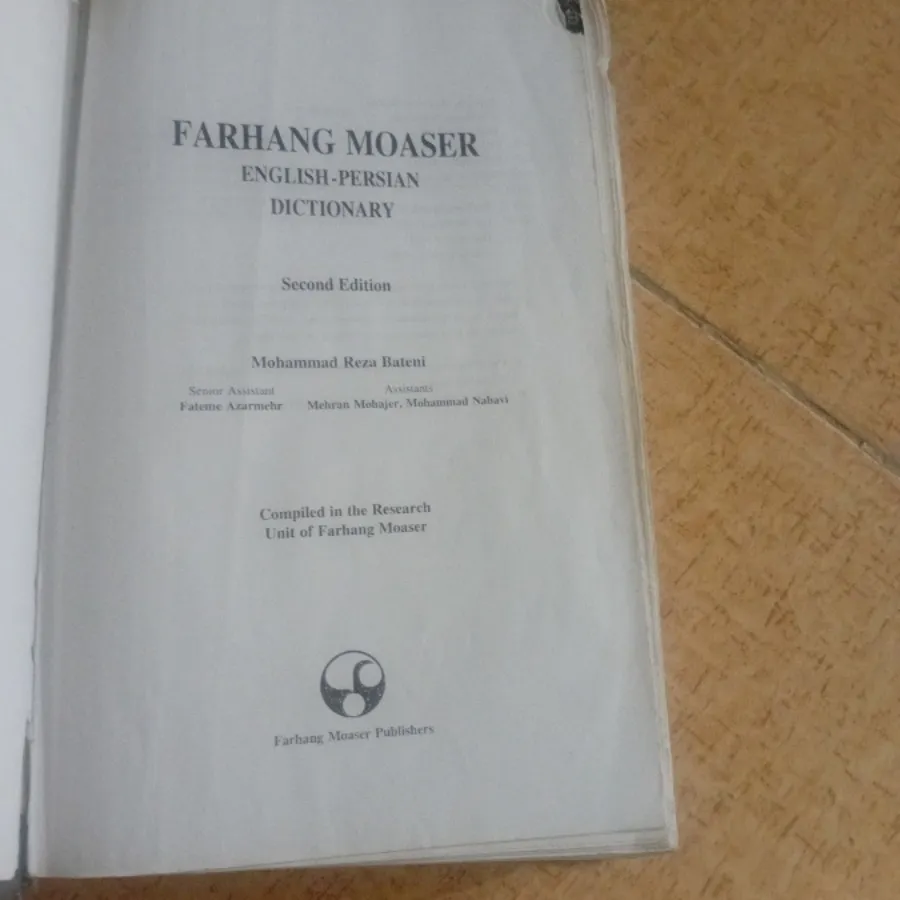 FARHANG MOASER
ENGLISH-PERSIAN
DICTIONARY
Second Edition
Mohammad Reza Bateni
Senior Assistant
Fateme Azarmehr
Assistants
Mehran Mohajer, Mohammad Nabavi
Compiled in the Research
Unit of Farhang Moaser
Farhang Moaser Publishers